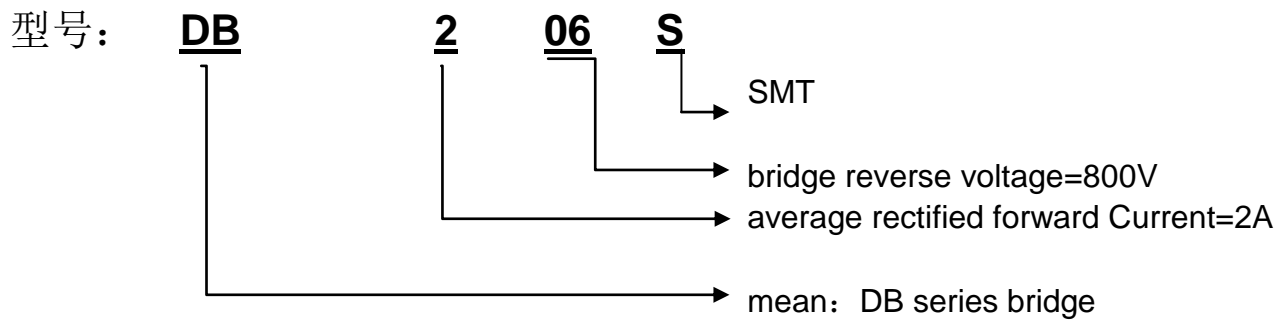 型号： DB 2 06 S
SMT
bridge reverse voltage=800V
average rectified forward Current=2A
mean：DB series bridge